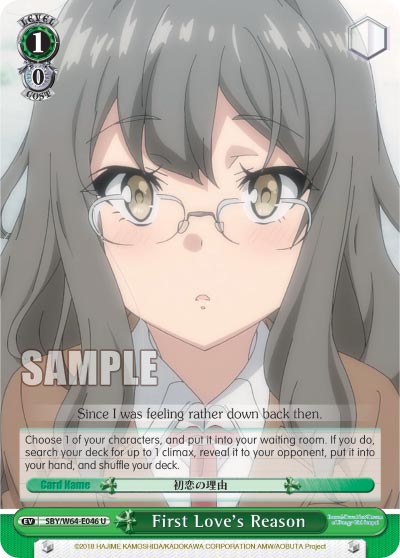 LEVEL
1
0
COST
SAMPLE
Since I was feeling rather down back then.
Choose 1 of your characters, and put it into your waiting room. If you do,
search your deck for up to 1 climax, reveal it to your opponent, put it into
your hand, and shuffle your deck.
Card Name
初恋の理由
EV SBY/W64-E046 U
First Love's Reason
©2018 HAJIME KAMOSHIDA/KADOKAWA CORPORATION AMW/AOBUTA Project